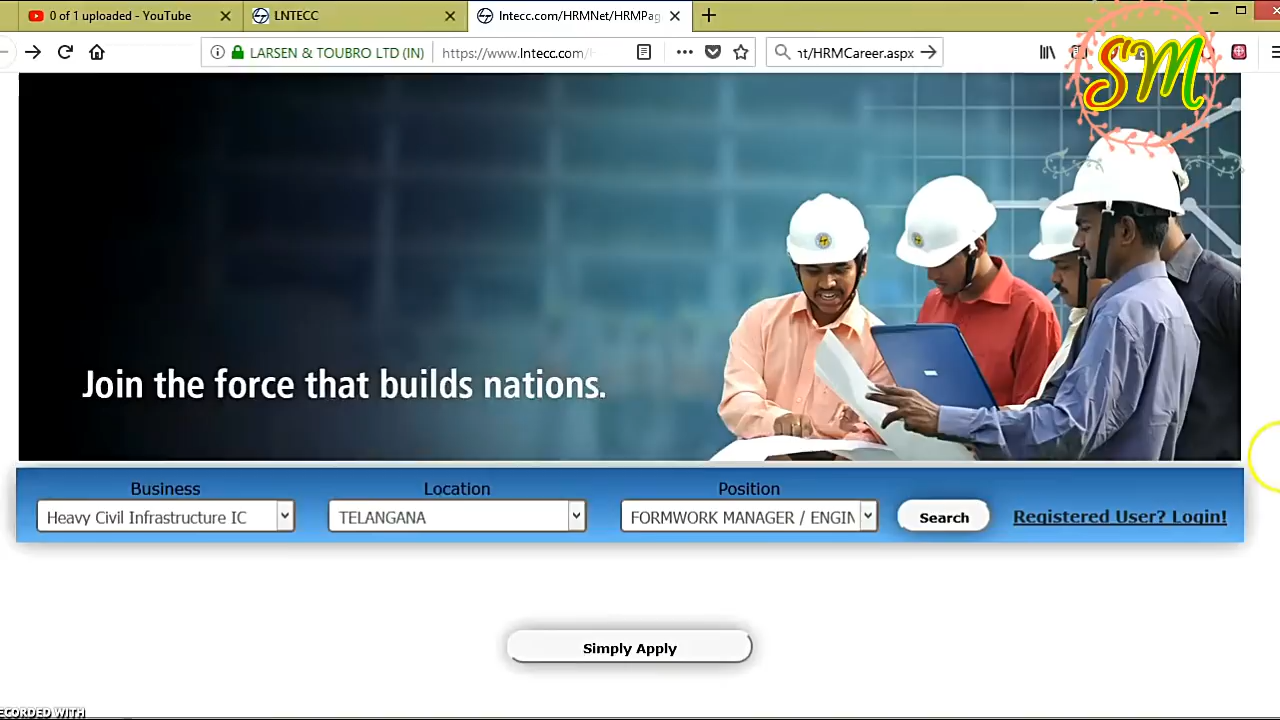 0 of 1 uploaded - YouTube
LNTECC
lntecc.com/HRMNet/HRMPag
LARSEN & TOUBRO LTD (IN)
https://www.lntecc.com/
nt/HRMCareer.aspx
SM
Join the force that builds nations.
Business
Location
Position
Heavy Civil Infrastructure IC
TELANGANA
FORMWORK MANAGER / ENGIN
Search
Registered User? Login!
Simply Apply
RECORDED WITH